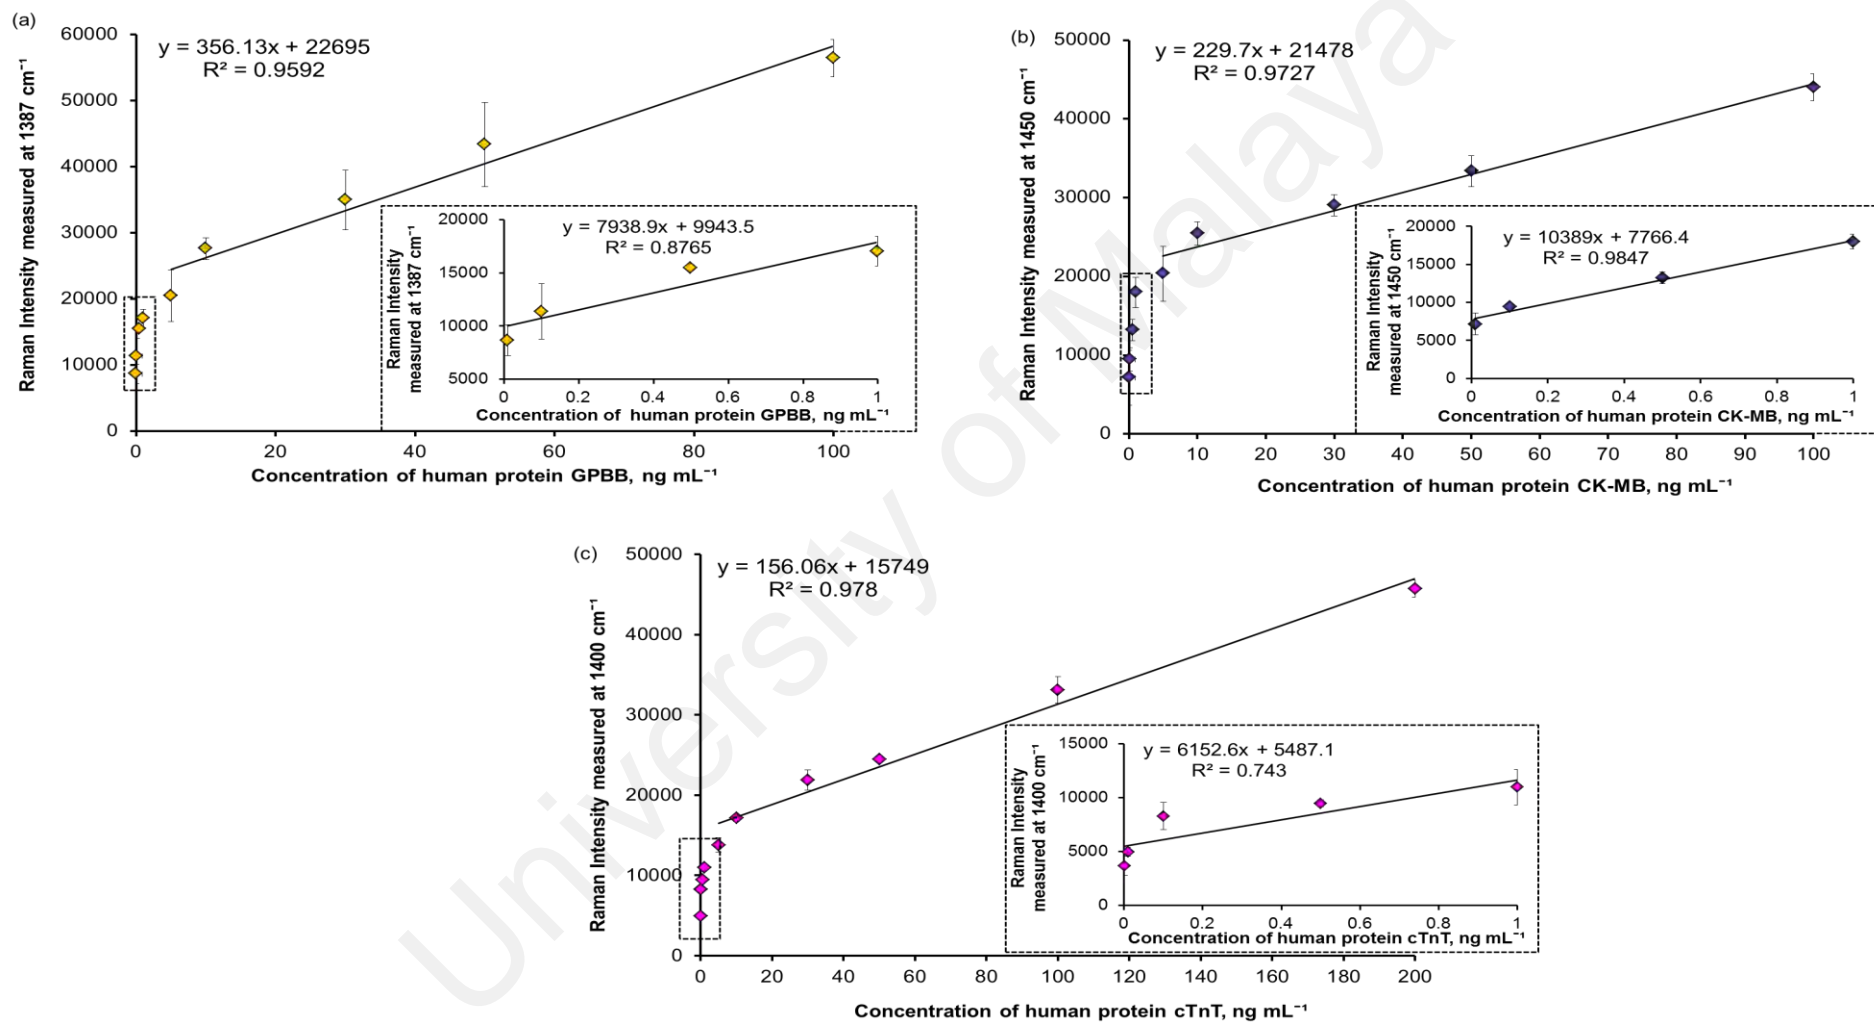 (a)
60000
50000
40000
30000
20000
10000
0
Raman Intensity measured at 1387 cm⁻¹
y = 356.13x + 22695
R² = 0.9592
0 20 40 60 80 100
Concentration of human protein GPBB, ng mL⁻¹
20000
15000
10000
5000
Raman Intensity
measured at 1387 cm⁻¹
y = 7938.9x + 9943.5
R² = 0.8765
0 0.2 0.4 0.6 0.8 1
Concentration of human protein GPBB, ng mL⁻¹
(b)
50000
40000
30000
20000
10000
0
Raman Intensity measured at 1450 cm⁻¹
y = 229.7x + 21478
R² = 0.9727
0 10 20 30 40 50 60 70 80 90 100
Concentration of human protein CK-MB, ng mL⁻¹
20000
15000
10000
5000
0
Raman Intensity
measured at 1450 cm⁻¹
y = 10389x + 7766.4
R² = 0.9847
0 0.2 0.4 0.6 0.8 1
Concentration of human protein CK-MB, ng mL⁻¹
(c)
50000
40000
30000
20000
10000
0
Raman Intensity measured at 1400 cm⁻¹
y = 156.06x + 15749
R² = 0.978
0 20 40 60 80 100 120 140 160 180 200
Concentration of human protein cTnT, ng mL⁻¹
15000
10000
5000
0
Raman Intensity
measured at 1400 cm⁻¹
y = 6152.6x + 5487.1
R² = 0.743
0 0.2 0.4 0.6 0.8 1
Concentration of human protein cTnT, ng mL⁻¹
University of Malaya